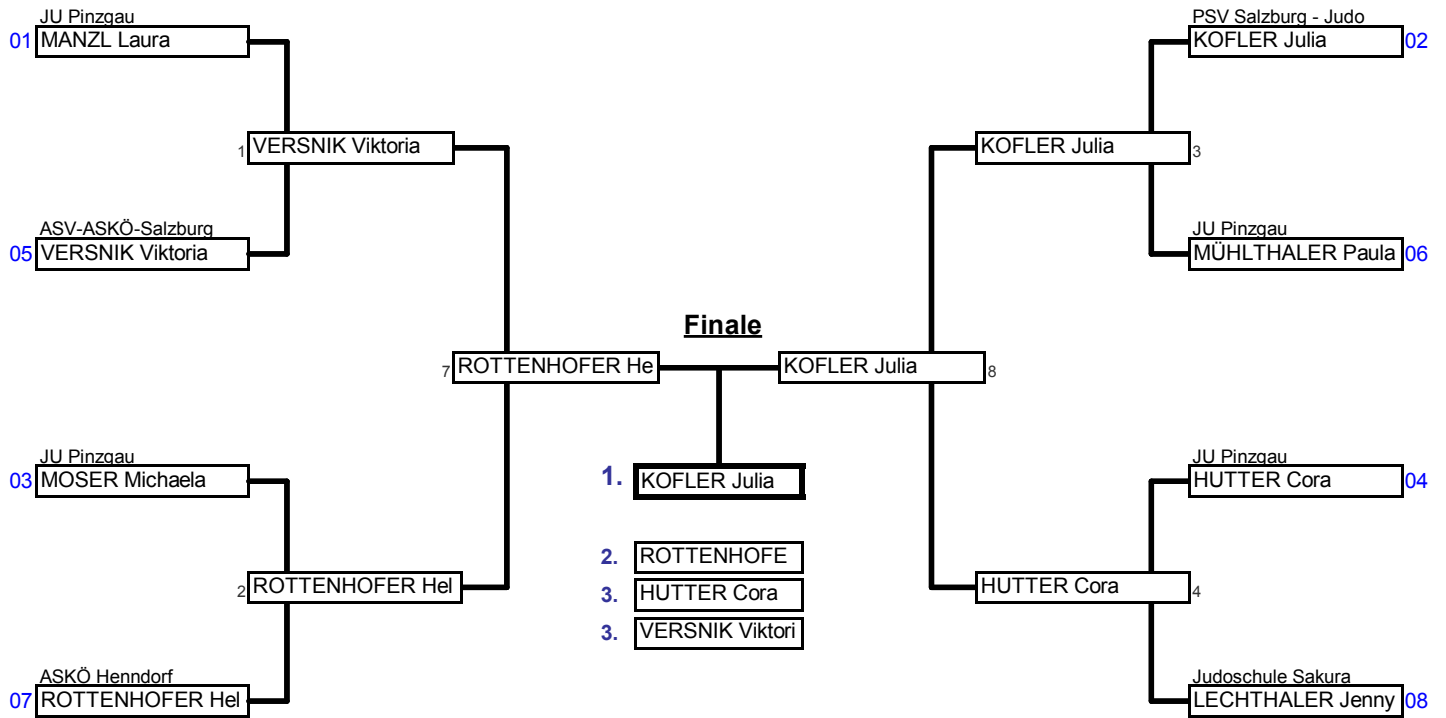 JU Pinzgau
01 MANZL Laura
PSV Salzburg - Judo
KOFLER Julia 02
1 VERSNIK Viktoria
KOFLER Julia 3
ASV-ASKÖ-Salzburg
05 VERSNIK Viktoria
JU Pinzgau
MÜHLTHALER Paula 06
Finale
7 ROTTENHOFER He
KOFLER Julia 8
JU Pinzgau
03 MOSER Michaela
1. KOFLER Julia
JU Pinzgau
HUTTER Cora 04
2. ROTTENHOFE
3. HUTTER Cora
3. VERSNIK Viktori
2 ROTTENHOFER Hel
HUTTER Cora 4
ASKÖ Henndorf
07 ROTTENHOFER Hel
Judoschule Sakura
LECHTHALER Jenny 08